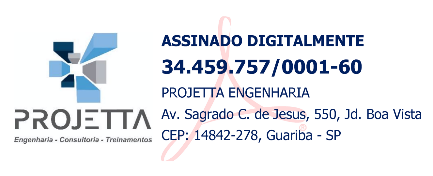 PROJETTA
Engenharia - Consultoria - Treinamentos
ASSINADO DIGITALMENTE
34.459.757/0001-60
PROJETTA ENGENHARIA
Av. Sagrado C. de Jesus, 550, Jd. Boa Vista
CEP: 14842-278, Guariba - SP